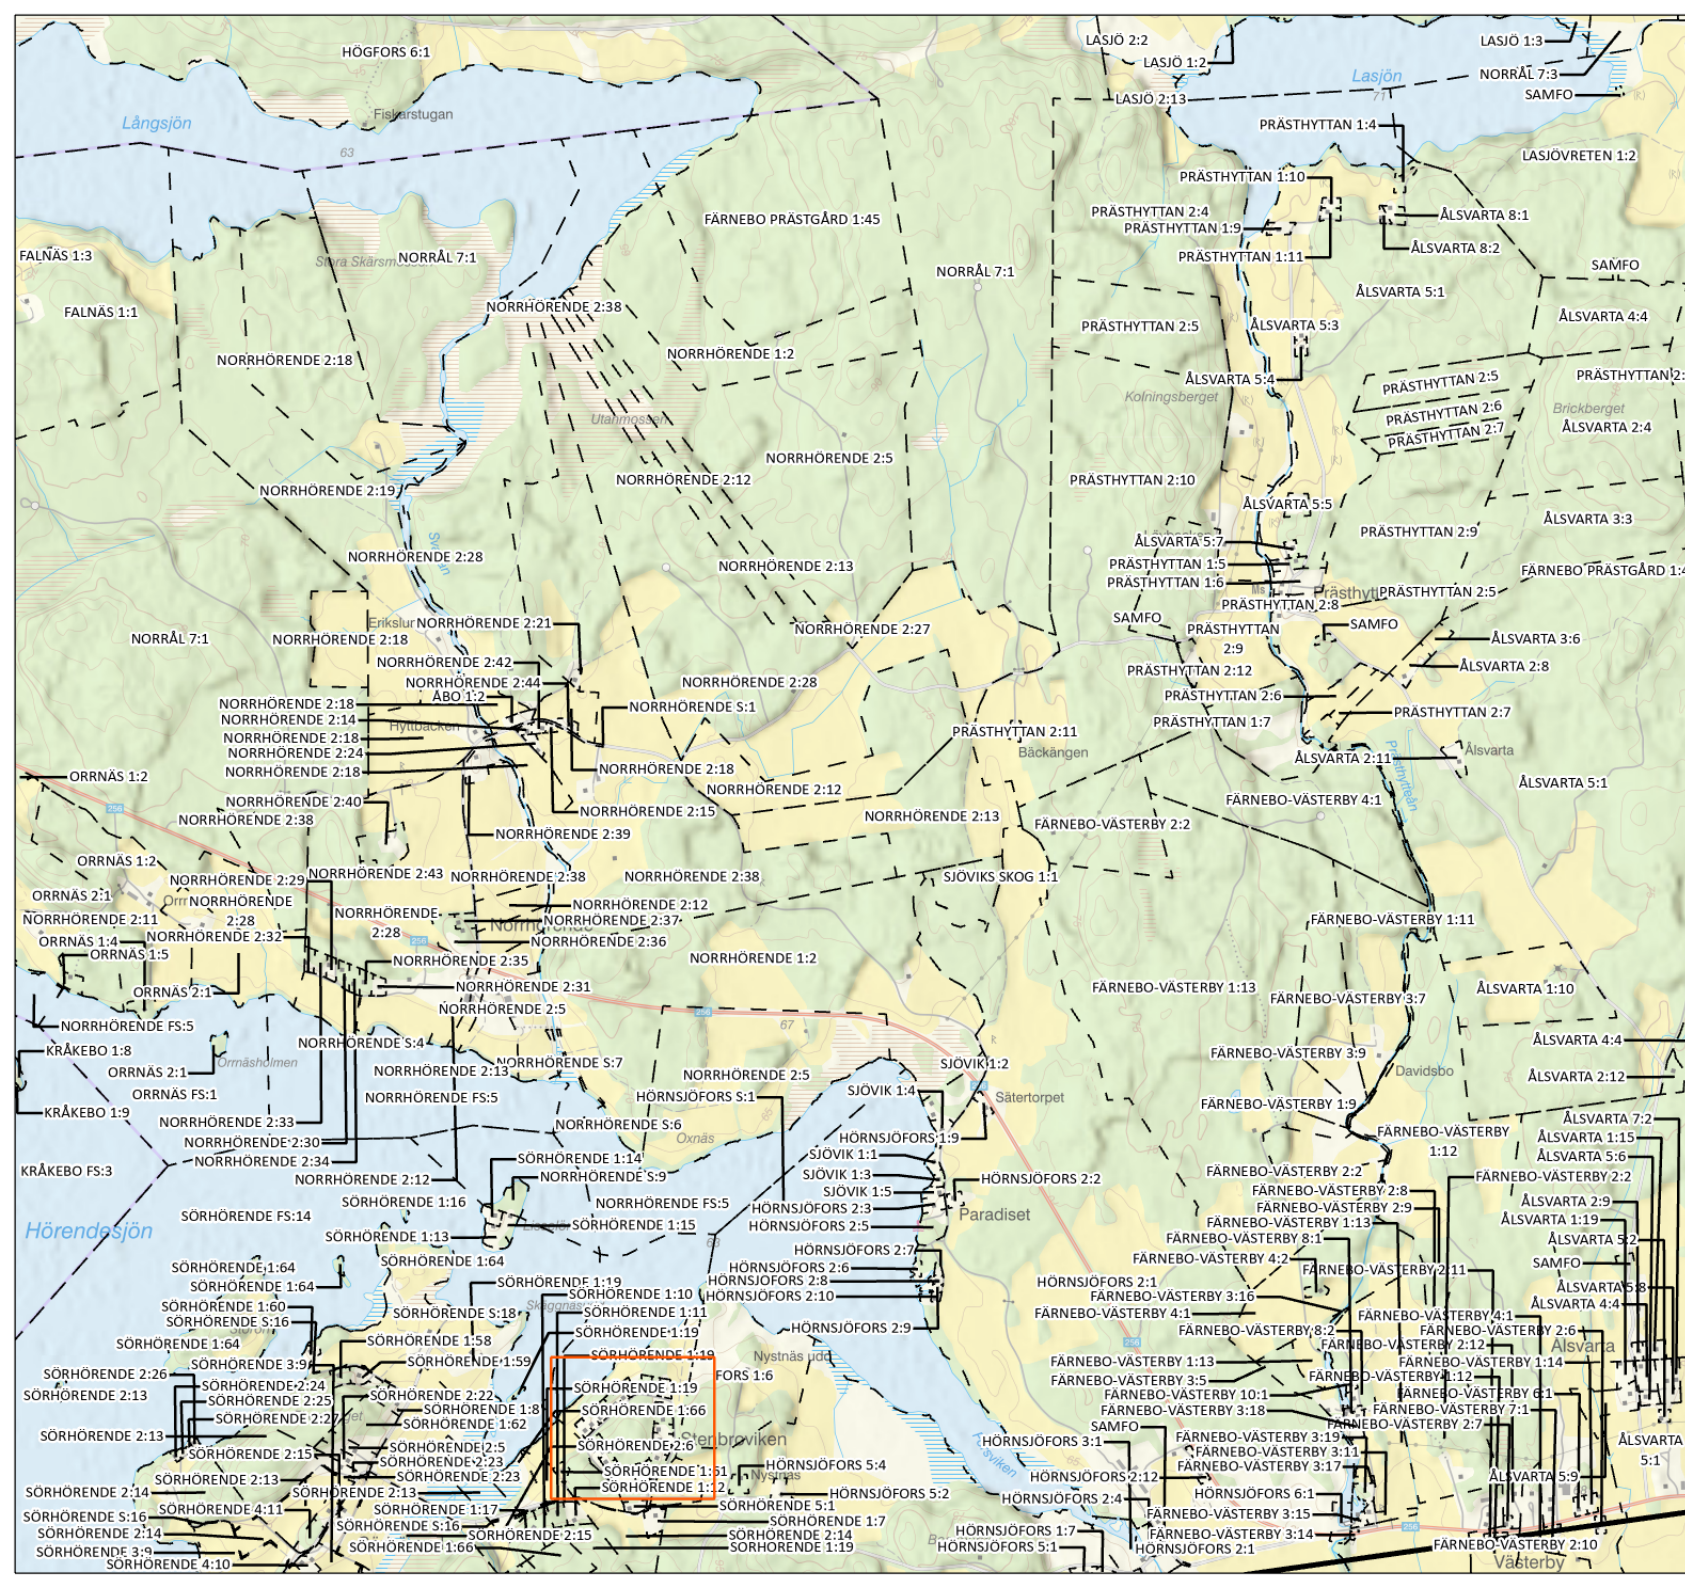 HÖGFORS 6:1
LASJÖ 2:2
LASJÖ 1:2
LASJÖ 1:3
Lasjön
NORRÅL 7:3
71
SAMFO
LASJÖ 2:13
Fiskarstugan
Långsjön
63
PRÄSTHYTTAN 1:4
LASJÖVRETEN 1:2
PRÄSTHYTTAN 1:10
PRÄSTHYTTAN 2:4
ÅLSVARTA 8:1
FÄRNEBO PRÄSTGÅRD 1:45
PRÄSTHYTTAN 1:9
ÅLSVARTA 8:2
FALNÄS 1:3
NORRÅL 7:1
PRÄSTHYTTAN 1:11
SAMFO
NORRÅL 7:1
ÅLSVARTA 5:1
FALNÄS 1:1
NORRHÖRENDE 2:38
ÅLSVARTA 4:4
PRÄSTHYTTAN 2:5
ÅLSVARTA 5:3
NORRHÖRENDE 2:18
NORRHÖRENDE 1:2
ÅLSVARTA 5:4
PRÄSTHYTTAN 2:5
PRÄSTHYTTAN 2:
Kolningsberget
PRÄSTHYTTAN 2:6
Brickberget
Utanmossen
PRÄSTHYTTAN 2:7
ÅLSVARTA 2:4
NORRHÖRENDE 2:5
NORRHÖRENDE 2:12
PRÄSTHYTTAN 2:10
NORRHÖRENDE 2:19
ÅLSVARTA 5:5
ÅLSVARTA 3:3
PRÄSTHYTTAN 2:9
ÅLSVARTA 5:7
NORRHÖRENDE 2:28
NORRHÖRENDE 2:13
PRÄSTHYTTAN 1:5
FÄRNEBO PRÄSTGÅRD 1:4
PRÄSTHYTTAN 1:6
PRÄSTHYTTAN 2:5
PRÄSTHYTTAN 2:8
SAMFO
SAMFO
NORRHÖRENDE 2:21
NORRHÖRENDE 2:27
PRÄSTHYTTAN
2:9
NORRÅL 7:1
NORRHÖRENDE 2:18
ÅLSVARTA 3:6
NORRHÖRENDE 2:42
ÅLSVARTA 2:8
PRÄSTHYTTAN 2:12
NORRHÖRENDE 2:44
NORRHÖRENDE 2:28
ÅBO 1:2
PRÄSTHYTTAN 2:6
NORRHÖRENDE 2:18
NORRHÖRENDE S:1
PRÄSTHYTTAN 2:7
NORRHÖRENDE 2:14
PRÄSTHYTTAN 1:7
Hyttbacken
PRÄSTHYTTAN 2:11
NORRHÖRENDE 2:18
Bäckängen
Ålsvarta
NORRHÖRENDE 2:24
ÅLSVARTA 2:11
NORRHÖRENDE 2:18
NORRHÖRENDE 2:18
ORRNÄS 1:2
Prästhytteån
ÅLSVARTA 5:1
NORRHÖRENDE 2:12
NORRHÖRENDE 2:40
FÄRNEBO-VÄSTERBY 4:1
256
NORRHÖRENDE 2:15
NORRHÖRENDE 2:38
NORRHÖRENDE 2:13
FÄRNEBO-VÄSTERBY 2:2
NORRHÖRENDE 2:39
ORRNÄS 1:2
NORRHÖRENDE 2:29
NORRHÖRENDE 2:43
NORRHÖRENDE 2:38
NORRHÖRENDE 2:38
SJÖVIKS SKOG 1:1
ORRNÄS 2:1
NORRHÖRENDE
2:28
NORRHÖRENDE 2:12
NORRHÖRENDE 2:11
NORRHÖRENDE
2:28
NORRHÖRENDE 2:37
FÄRNEBO-VÄSTERBY 1:11
NORRHÖRENDE 2:32
ORRNÄS 1:4
256
NORRHÖRENDE 2:36
ORRNÄS 1:5
NORRHÖRENDE 2:35
NORRHÖRENDE 1:2
ORRNÄS 2:1
NORRHÖRENDE 2:31
FÄRNEBO-VÄSTERBY 1:13
ÅLSVARTA 1:10
FÄRNEBO-VÄSTERBY 3:7
NORRHÖRENDE 2:5
NORRHÖRENDE FS:5
67
NORRHÖRENDE S:4
ÅLSVARTA 4:4
KRÅKEBO 1:8
Orrnäsholmen
NORRHÖRENDE S:7
SJÖVIK 1:2
FÄRNEBO-VÄSTERBY 3:9
ORRNÄS 2:1
NORRHÖRENDE 2:13
NORRHÖRENDE 2:5
Davidsbo
ÅLSVARTA 2:12
ORRNÄS FS:1
NORRHÖRENDE FS:5
HÖRNSJÖFORS S:1
SJÖVIK 1:4
Sätertorpet
FÄRNEBO-VÄSTERBY 1:9
KRÅKEBO 1:9
NORRHÖRENDE 2:33
NORRHÖRENDE S:6
ÅLSVARTA 7:2
Oxnäs
HÖRNSJÖFORS 1:9
FÄRNEBO-VÄSTERBY
1:12
ÅLSVARTA 1:15
NORRHÖRENDE 2:30
SJÖVIK 1:1
ÅLSVARTA 5:6
NORRHÖRENDE 2:34
SÖRHÖRENDE 1:14
KRÅKEBO FS:3
NORRHÖRENDE 2:12
NORRHÖRENDE S:9
SJÖVIK 1:3
HÖRNSJÖFORS 2:2
FÄRNEBO-VÄSTERBY 2:2
FÄRNEBO-VÄSTERBY 2:2
SÖRHÖRENDE 1:16
NORRHÖRENDE FS:5
SJÖVIK 1:5
FÄRNEBO-VÄSTERBY 2:8
ÅLSVARTA 2:9
SÖRHÖRENDE FS:14
HÖRNSJÖFORS 2:3
Paradiset
FÄRNEBO-VÄSTERBY 2:9
ÅLSVARTA 1:19
Hörendesjön
SÖRHÖRENDE 1:15
HÖRNSJÖFORS 2:5
FÄRNEBO-VÄSTERBY 1:13
SÖRHÖRENDE 1:13
63
FÄRNEBO-VÄSTERBY 8:1
ÅLSVARTA 5:2
SÖRHÖRENDE 1:64
SÖRHÖRENDE 1:64
HÖRNSJÖFORS 2:7
FÄRNEBO-VÄSTERBY 4:2
SAMFO
SÖRHÖRENDE 1:64
HÖRNSJÖFORS 2:6
FÄRNEBO-VÄSTERBY 2:11
SÖRHÖRENDE 1:19
HÖRNSJÖFORS 2:8
HÖRNSJÖFORS 2:1
ÅLSVARTA 5:8
SÖRHÖRENDE 1:60
SÖRHÖRENDE 1:10
HÖRNSJÖFORS 2:10
FÄRNEBO-VÄSTERBY 3:16
ÅLSVARTA 4:4
SÖRHÖRENDE S:16
SÖRHÖRENDE S:18
SÖRHÖRENDE 1:11
FÄRNEBO-VÄSTERBY 4:1
FÄRNEBO-VÄSTERBY 4:1
SÖRHÖRENDE 1:64
SÖRHÖRENDE 1:58
SÖRHÖRENDE 1:19
HÖRNSJÖFORS 2:9
FÄRNEBO-VÄSTERBY 8:2
FÄRNEBO-VÄSTERBY 2:6
SÖRHÖRENDE 3:9
SÖRHÖRENDE 1:59
SÖRHÖRENDE 1:19
Nystnäs udde
256
FÄRNEBO-VÄSTERBY 2:12
Ålsvarta
SÖRHÖRENDE 2:26
FORS 1:6
FÄRNEBO-VÄSTERBY 1:13
FÄRNEBO-VÄSTERBY 1:14
SÖRHÖRENDE 2:24
SÖRHÖRENDE 1:19
FÄRNEBO-VÄSTERBY 3:5
FÄRNEBO-VÄSTERBY 1:12
SÖRHÖRENDE 2:13
SÖRHÖRENDE 2:22
FÄRNEBO-VÄSTERBY 10:1
FÄRNEBO-VÄSTERBY 6:1
SÖRHÖRENDE 2:25
SÖRHÖRENDE 1:8
SÖRHÖRENDE 1:66
FÄRNEBO-VÄSTERBY 3:18
FÄRNEBO-VÄSTERBY 7:1
SÖRHÖRENDE 2:27
SÖRHÖRENDE 1:62
SAMFO
FÄRNEBO-VÄSTERBY 2:7
SÖRHÖRENDE 2:13
Stenbroviken
HÖRNSJÖFORS 3:1
FÄRNEBO-VÄSTERBY 3:19
ÅLSVARTA
5:1
SÖRHÖRENDE 2:15
SÖRHÖRENDE 2:5
SÖRHÖRENDE 2:6
FÄRNEBO-VÄSTERBY 3:11
SÖRHÖRENDE 2:23
HÖRNSJÖFORS 5:4
FÄRNEBO-VÄSTERBY 3:17
SÖRHÖRENDE 2:13
SÖRHÖRENDE 2:23
SÖRHÖRENDE 1:61
Nystnäs
HÖRNSJÖFORS 2:12
ÅLSVARTA 5:9
SÖRHÖRENDE 2:14
SÖRHÖRENDE 2:13
SÖRHÖRENDE 1:12
HÖRNSJÖFORS 5:2
HÖRNSJÖFORS 2:4
HÖRNSJÖFORS 6:1
SÖRHÖRENDE 4:11
SÖRHÖRENDE 1:17
SÖRHÖRENDE 5:1
FÄRNEBO-VÄSTERBY 3:15
SÖRHÖRENDE S:16
SÖRHÖRENDE S:16
SÖRHÖRENDE 1:7
256
SÖRHÖRENDE 2:14
SÖRHÖRENDE 2:15
SÖRHÖRENDE 2:14
HÖRNSJÖFORS 1:7
FÄRNEBO-VÄSTERBY 3:14
SÖRHÖRENDE 3:9
SÖRHÖRENDE 1:66
SÖRHÖRENDE 1:19
HÖRNSJÖFORS 5:1
HÖRNSJÖFORS 2:1
FÄRNEBO-VÄSTERBY 2:10
SÖRHÖRENDE 4:10
Västerby